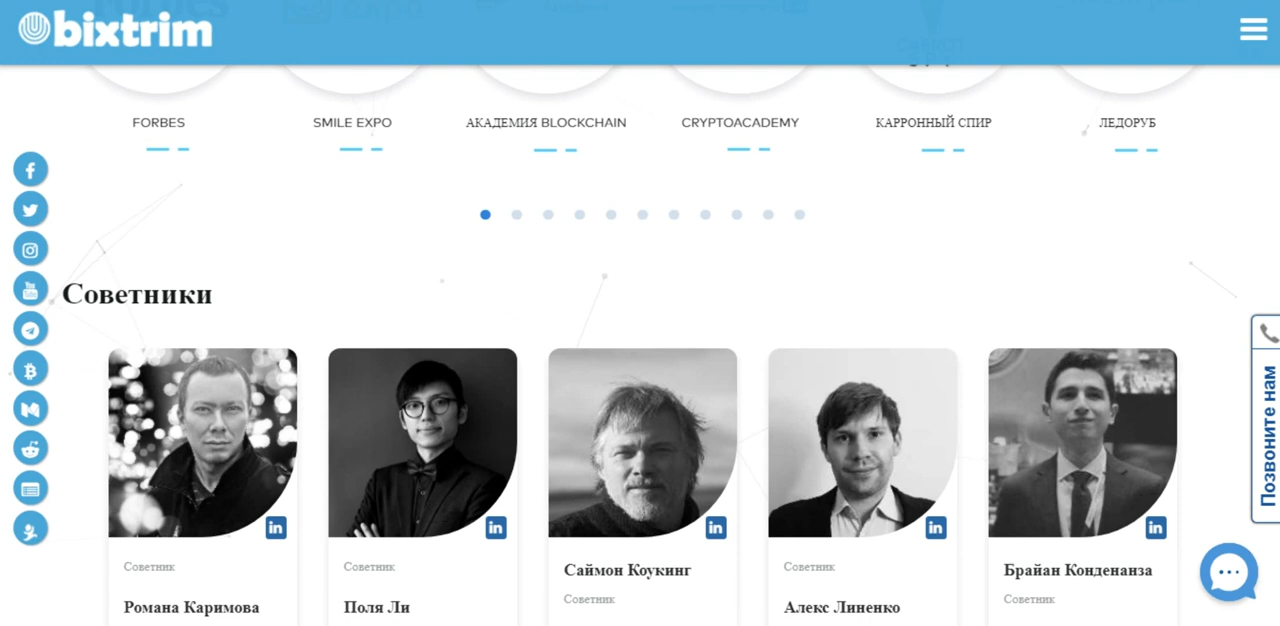 bixtrim
FORBES
SMILE EXPO
АКАДЕМИЯ BLOCKCHAIN
CRYPTOACADEMY
КАРРОННЫЙ СПИР
ЛЕДОРУБ
Советники
Позвоните нам
Советник
Романа Каримова
Советник
Поля Ли
Саймон Коукинг
Советник
Советник
Алекс Линенко
Брайан Конденанза
Советник